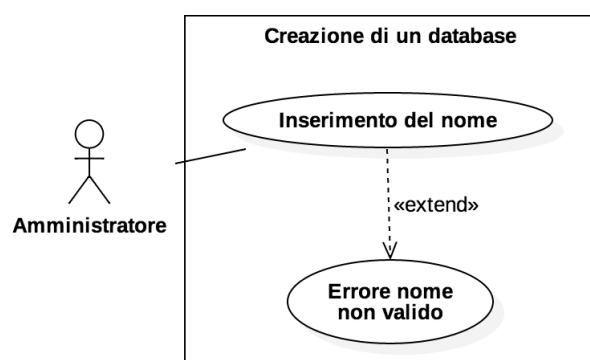 Creazione di un database
Inserimento del nome
«extend»
Amministratore
Errore nome
non valido